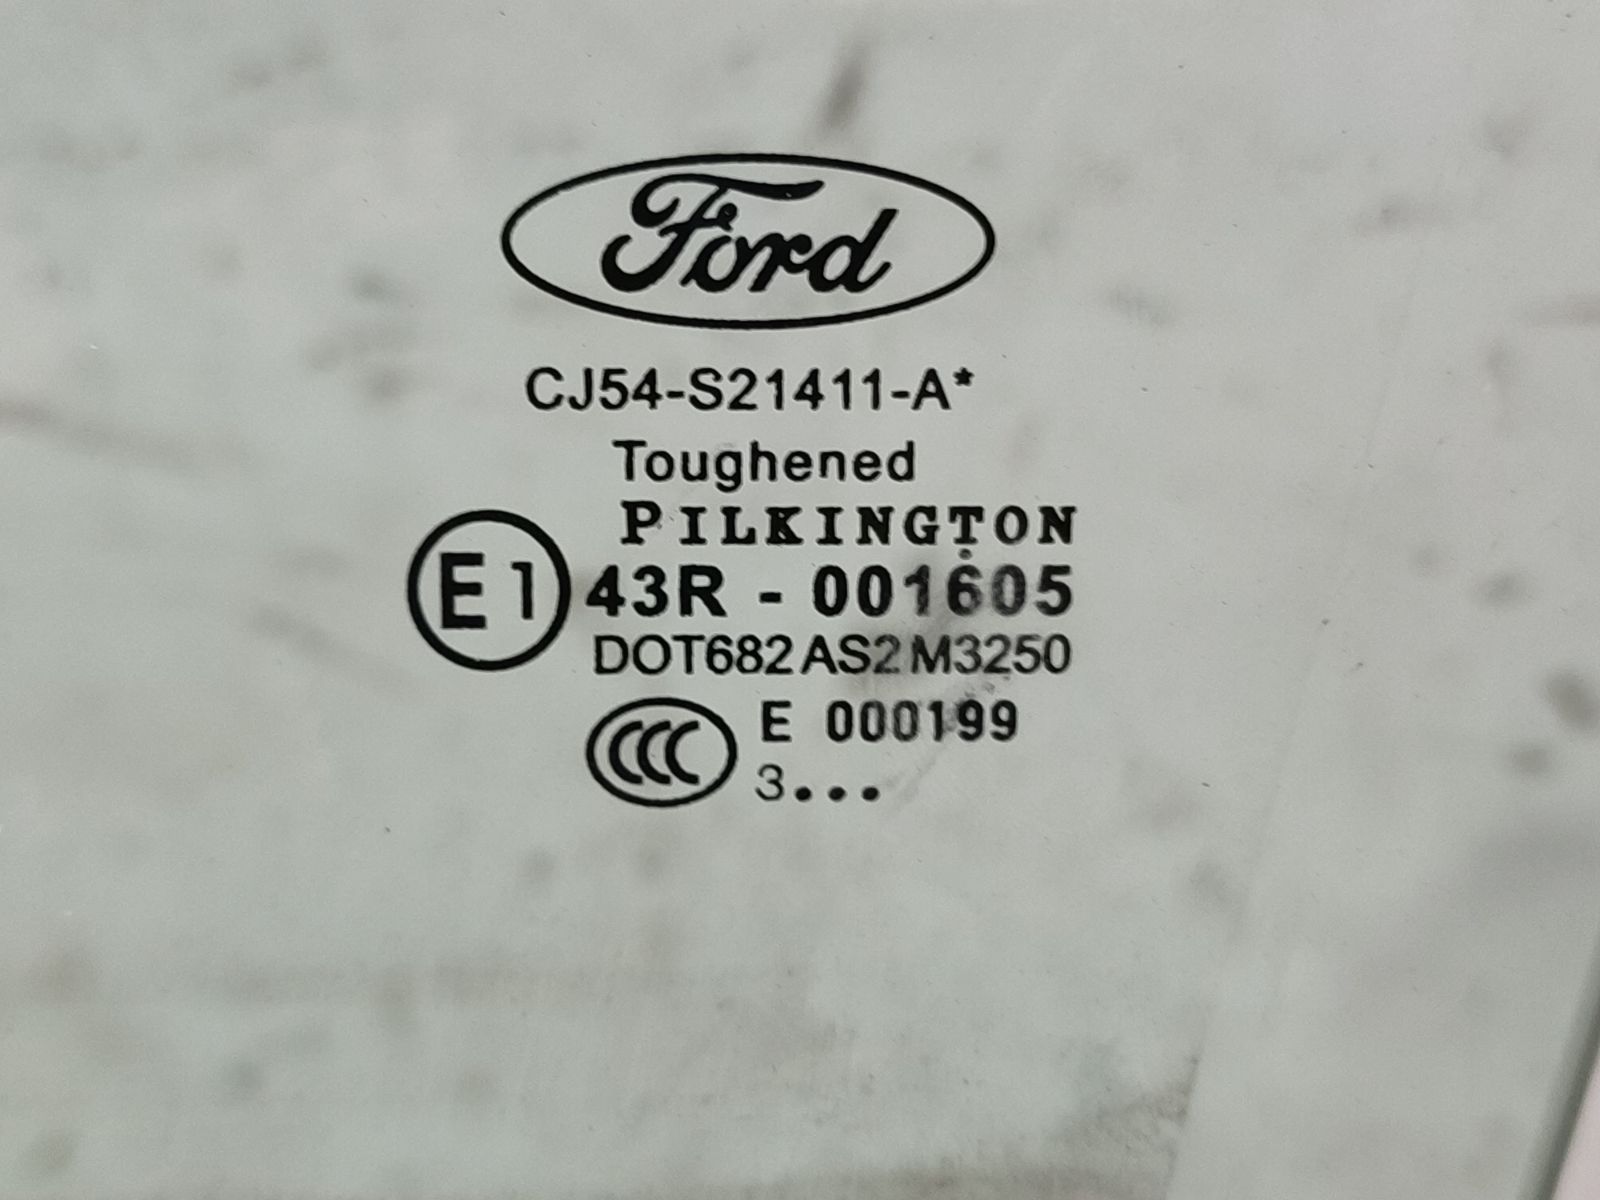 Ford
CJ54-S21411-A*
Toughened
PILKINGTON
E1 43R - 001605
DOT682 AS2 M3250
CCC E 000199
3...